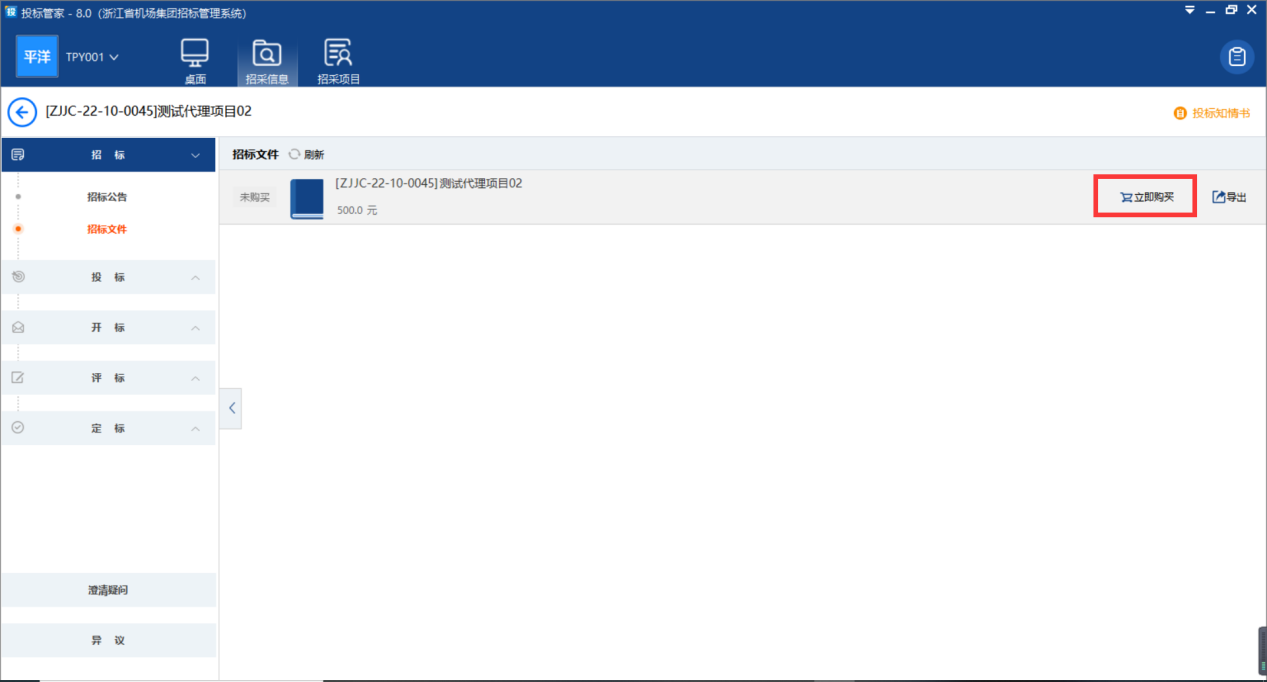 投标管家 - 8.0（浙江省机场集团招标管理系统）
平洋
TPY001
桌面
招采信息
招采项目
[ZJJC-22-10-0045]测试代理项目02
投标知情书
招 标
招标公告
招标文件
投 标
开 标
评 标
定 标
澄清疑问
异 议
招标文件
刷新
未购买
[ZJJC-22-10-0045]测试代理项目02
500.0 元
立即购买
导出